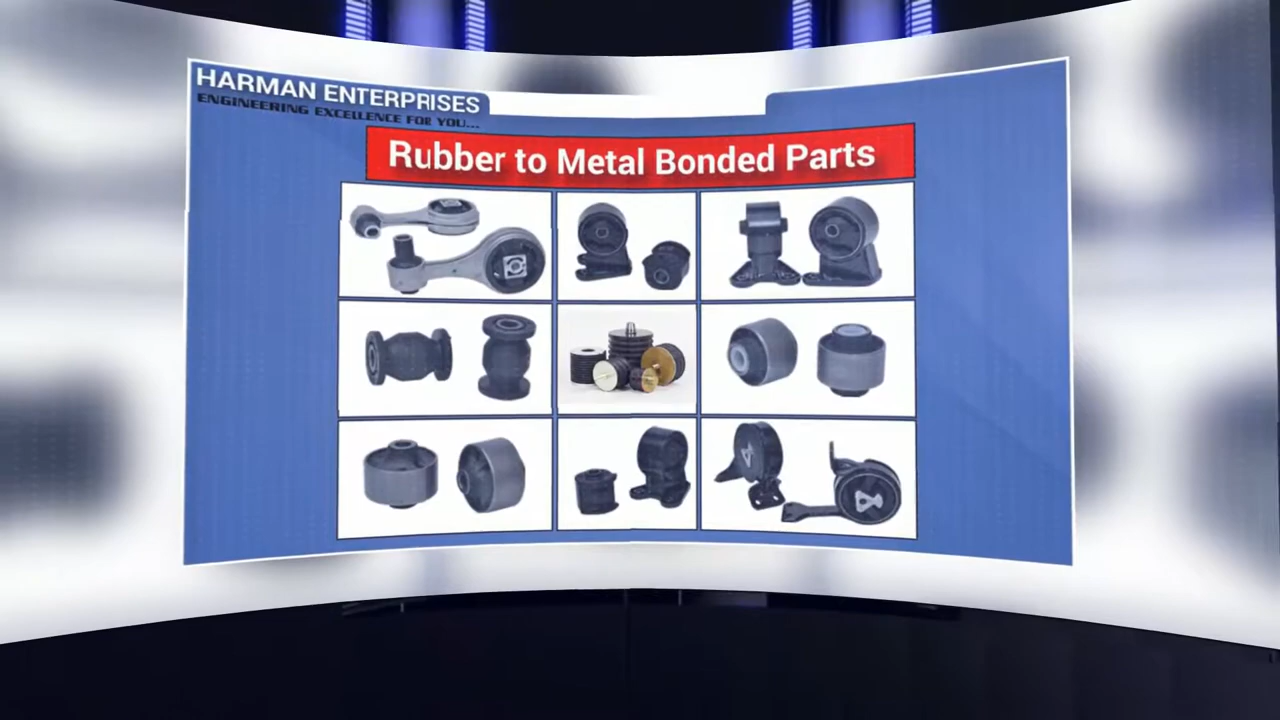 HARMAN ENTERPRISES
ENGINEERING EXCELLENCE FOR YOU...
Rubber to Metal Bonded Parts